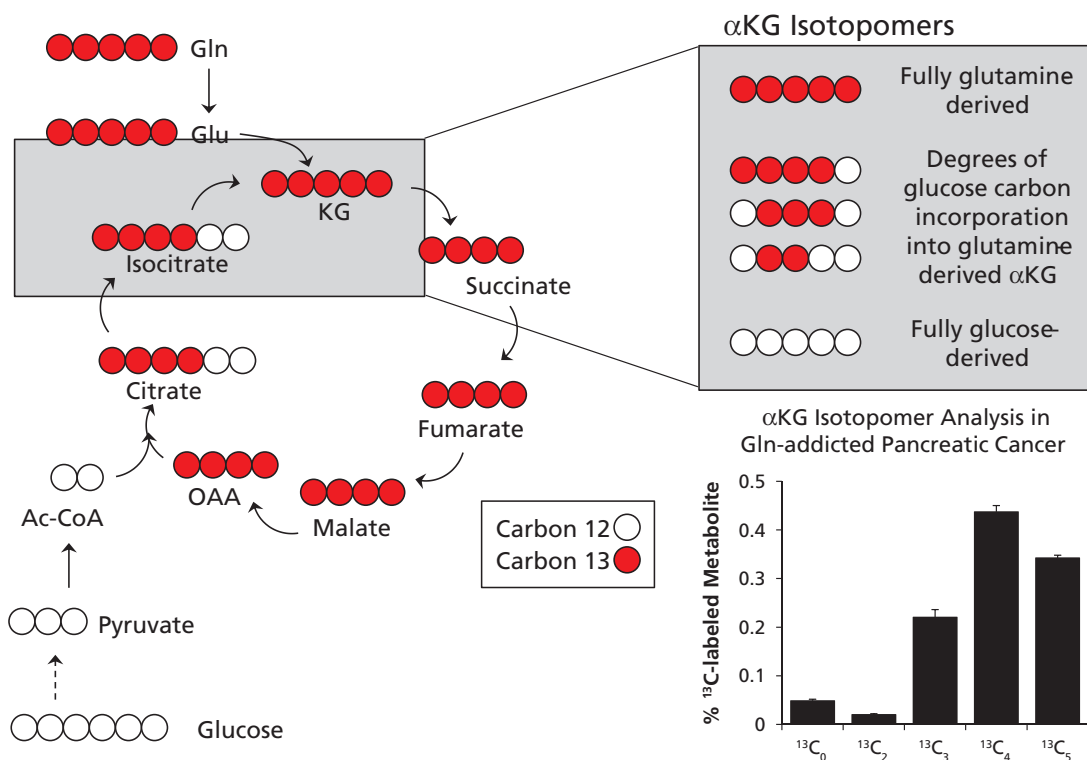 Gln
Glu
KG
Isocitrate
Succinate
Citrate
Fumarate
OAA
Malate
Ac-CoA
Pyruvate
Glucose
Carbon 12
Carbon 13
αKG Isotopomers
Fully glutamine
derived
Degrees of
glucose carbon
incorporation
into glutamine-
derived αKG
Fully glucose-
derived
αKG Isotopomer Analysis in
Gln-addicted Pancreatic Cancer
% ¹³C-labeled Metabolite
0.5
0.4
0.3
0.2
0.1
0
¹³C₀ ¹³C₂ ¹³C₃ ¹³C₄ ¹³C₅